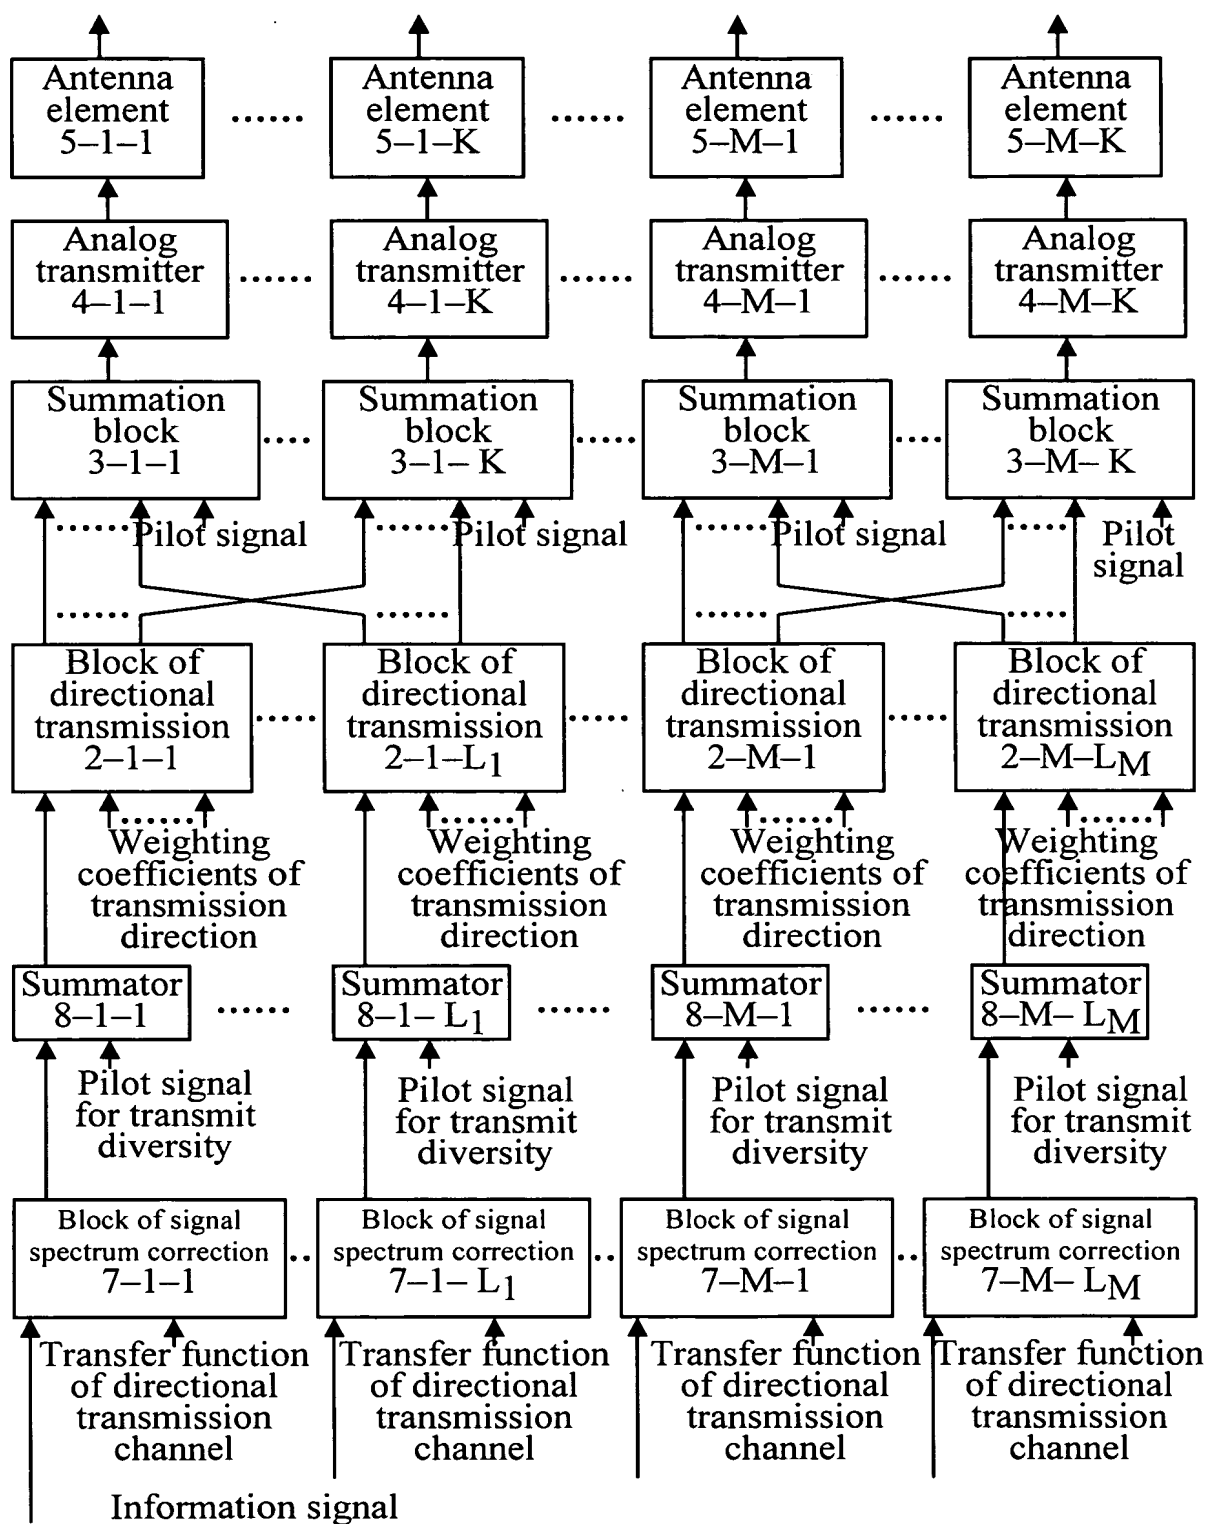 Antenna
element
5–1–1
Antenna
element
5–1–K
Antenna
element
5–M–1
Antenna
element
5–M–K
Analog
transmitter
4–1–1
Analog
transmitter
4–1–K
Analog
transmitter
4–M–1
Analog
transmitter
4–M–K
Summation
block
3–1–1
Summation
block
3–1– K
Summation
block
3–M–1
Summation
block
3–M– K
Pilot signal
Pilot signal
Pilot signal
Pilot
signal
Block of
directional
transmission
2–1–1
Block of
directional
transmission
2–1–L1
Block of
directional
transmission
2–M–1
Block of
directional
transmission
2–M–LM
Weighting
coefficients of
transmission
direction
Weighting
coefficients of
transmission
direction
Weighting
coefficients of
transmission
direction
Weighting
coefficients of
transmission
direction
Summator
8–1–1
Summator
8–1– L1
Summator
8–M–1
Summator
8–M– LM
Pilot signal
for transmit
diversity
Pilot signal
for transmit
diversity
Pilot signal
for transmit
diversity
Pilot signal
for transmit
diversity
Block of signal
spectrum correction
7–1–1
Block of signal
spectrum correction
7–1– L1
Block of signal
spectrum correction
7–M–1
Block of signal
spectrum correction
7–M– LM
Transfer function
of directional
transmission
channel
Transfer function
of directional
transmission
channel
Transfer function
of directional
transmission
channel
Transfer function
of directional
transmission
channel
Information signal